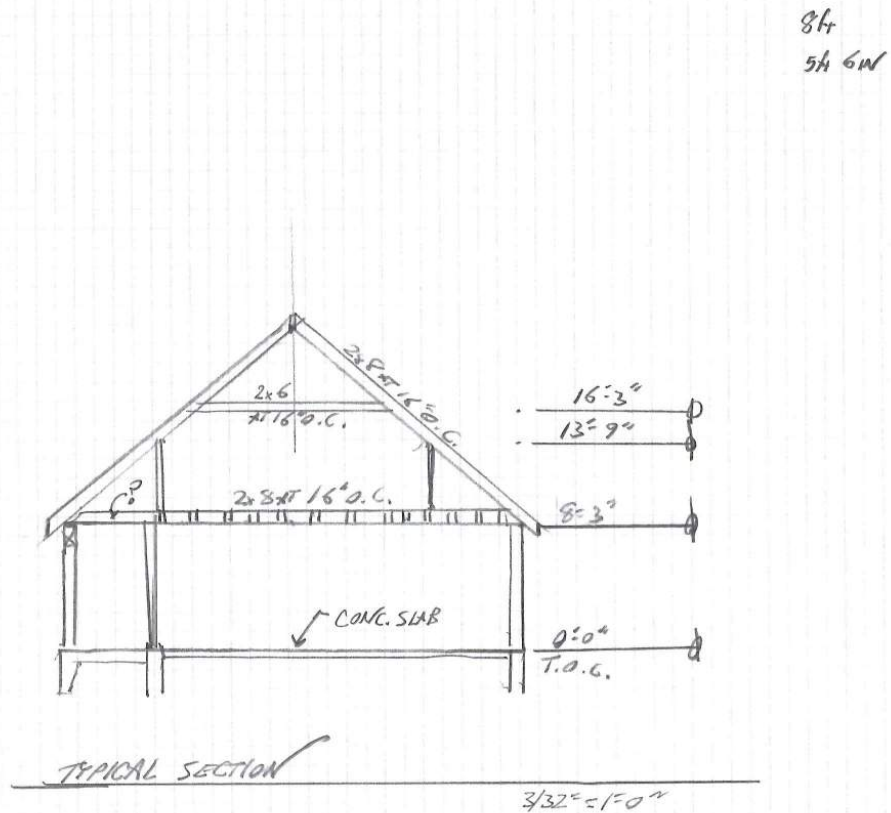 8ft
5ft 6IN
2x8 AT 16" O.C.
2x6
AT 16" O.C.
16'-3"
13'-9"
?
2x8 AT 16" O.C.
8'-3"
CONC. SLAB
0'-0"
T.O.C.
TYPICAL SECTION
3/32" = 1'-0"